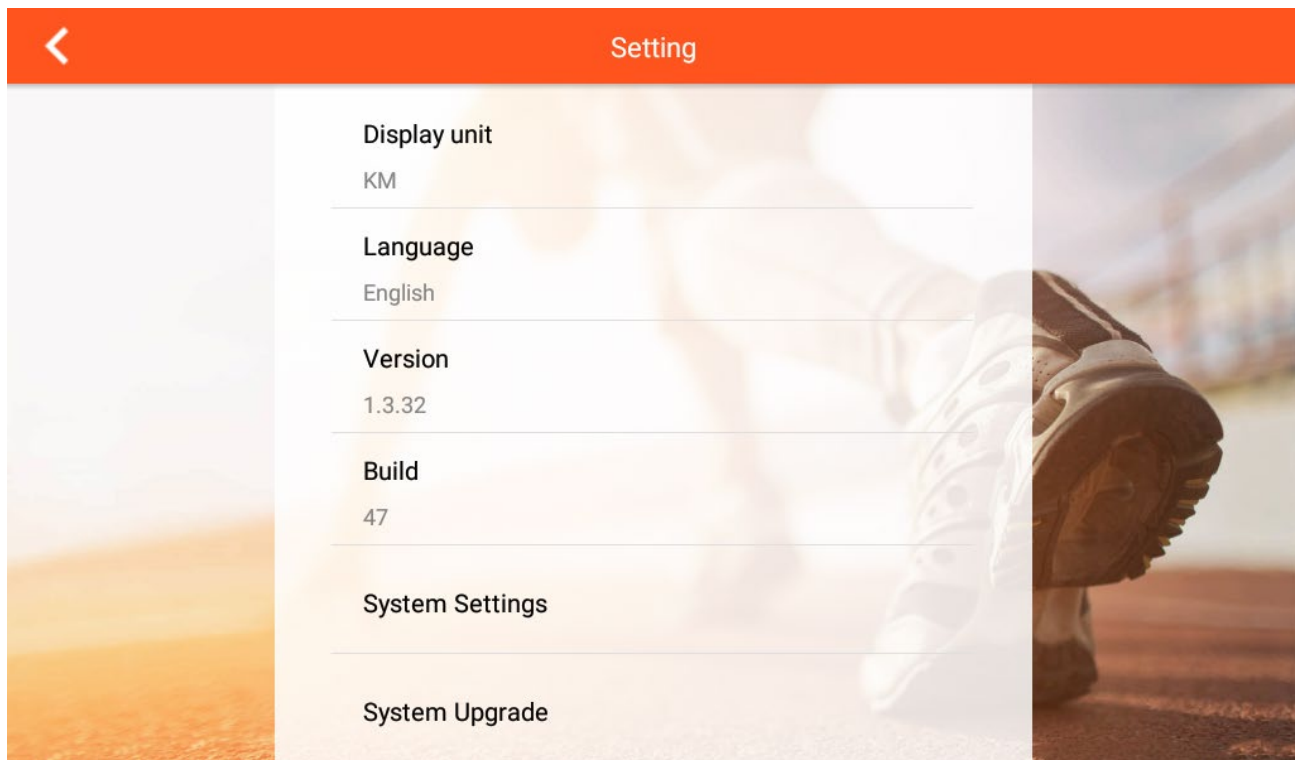 Setting
Display unit
KM
Language
English
Version
1.3.32
Build
47
System Settings
System Upgrade